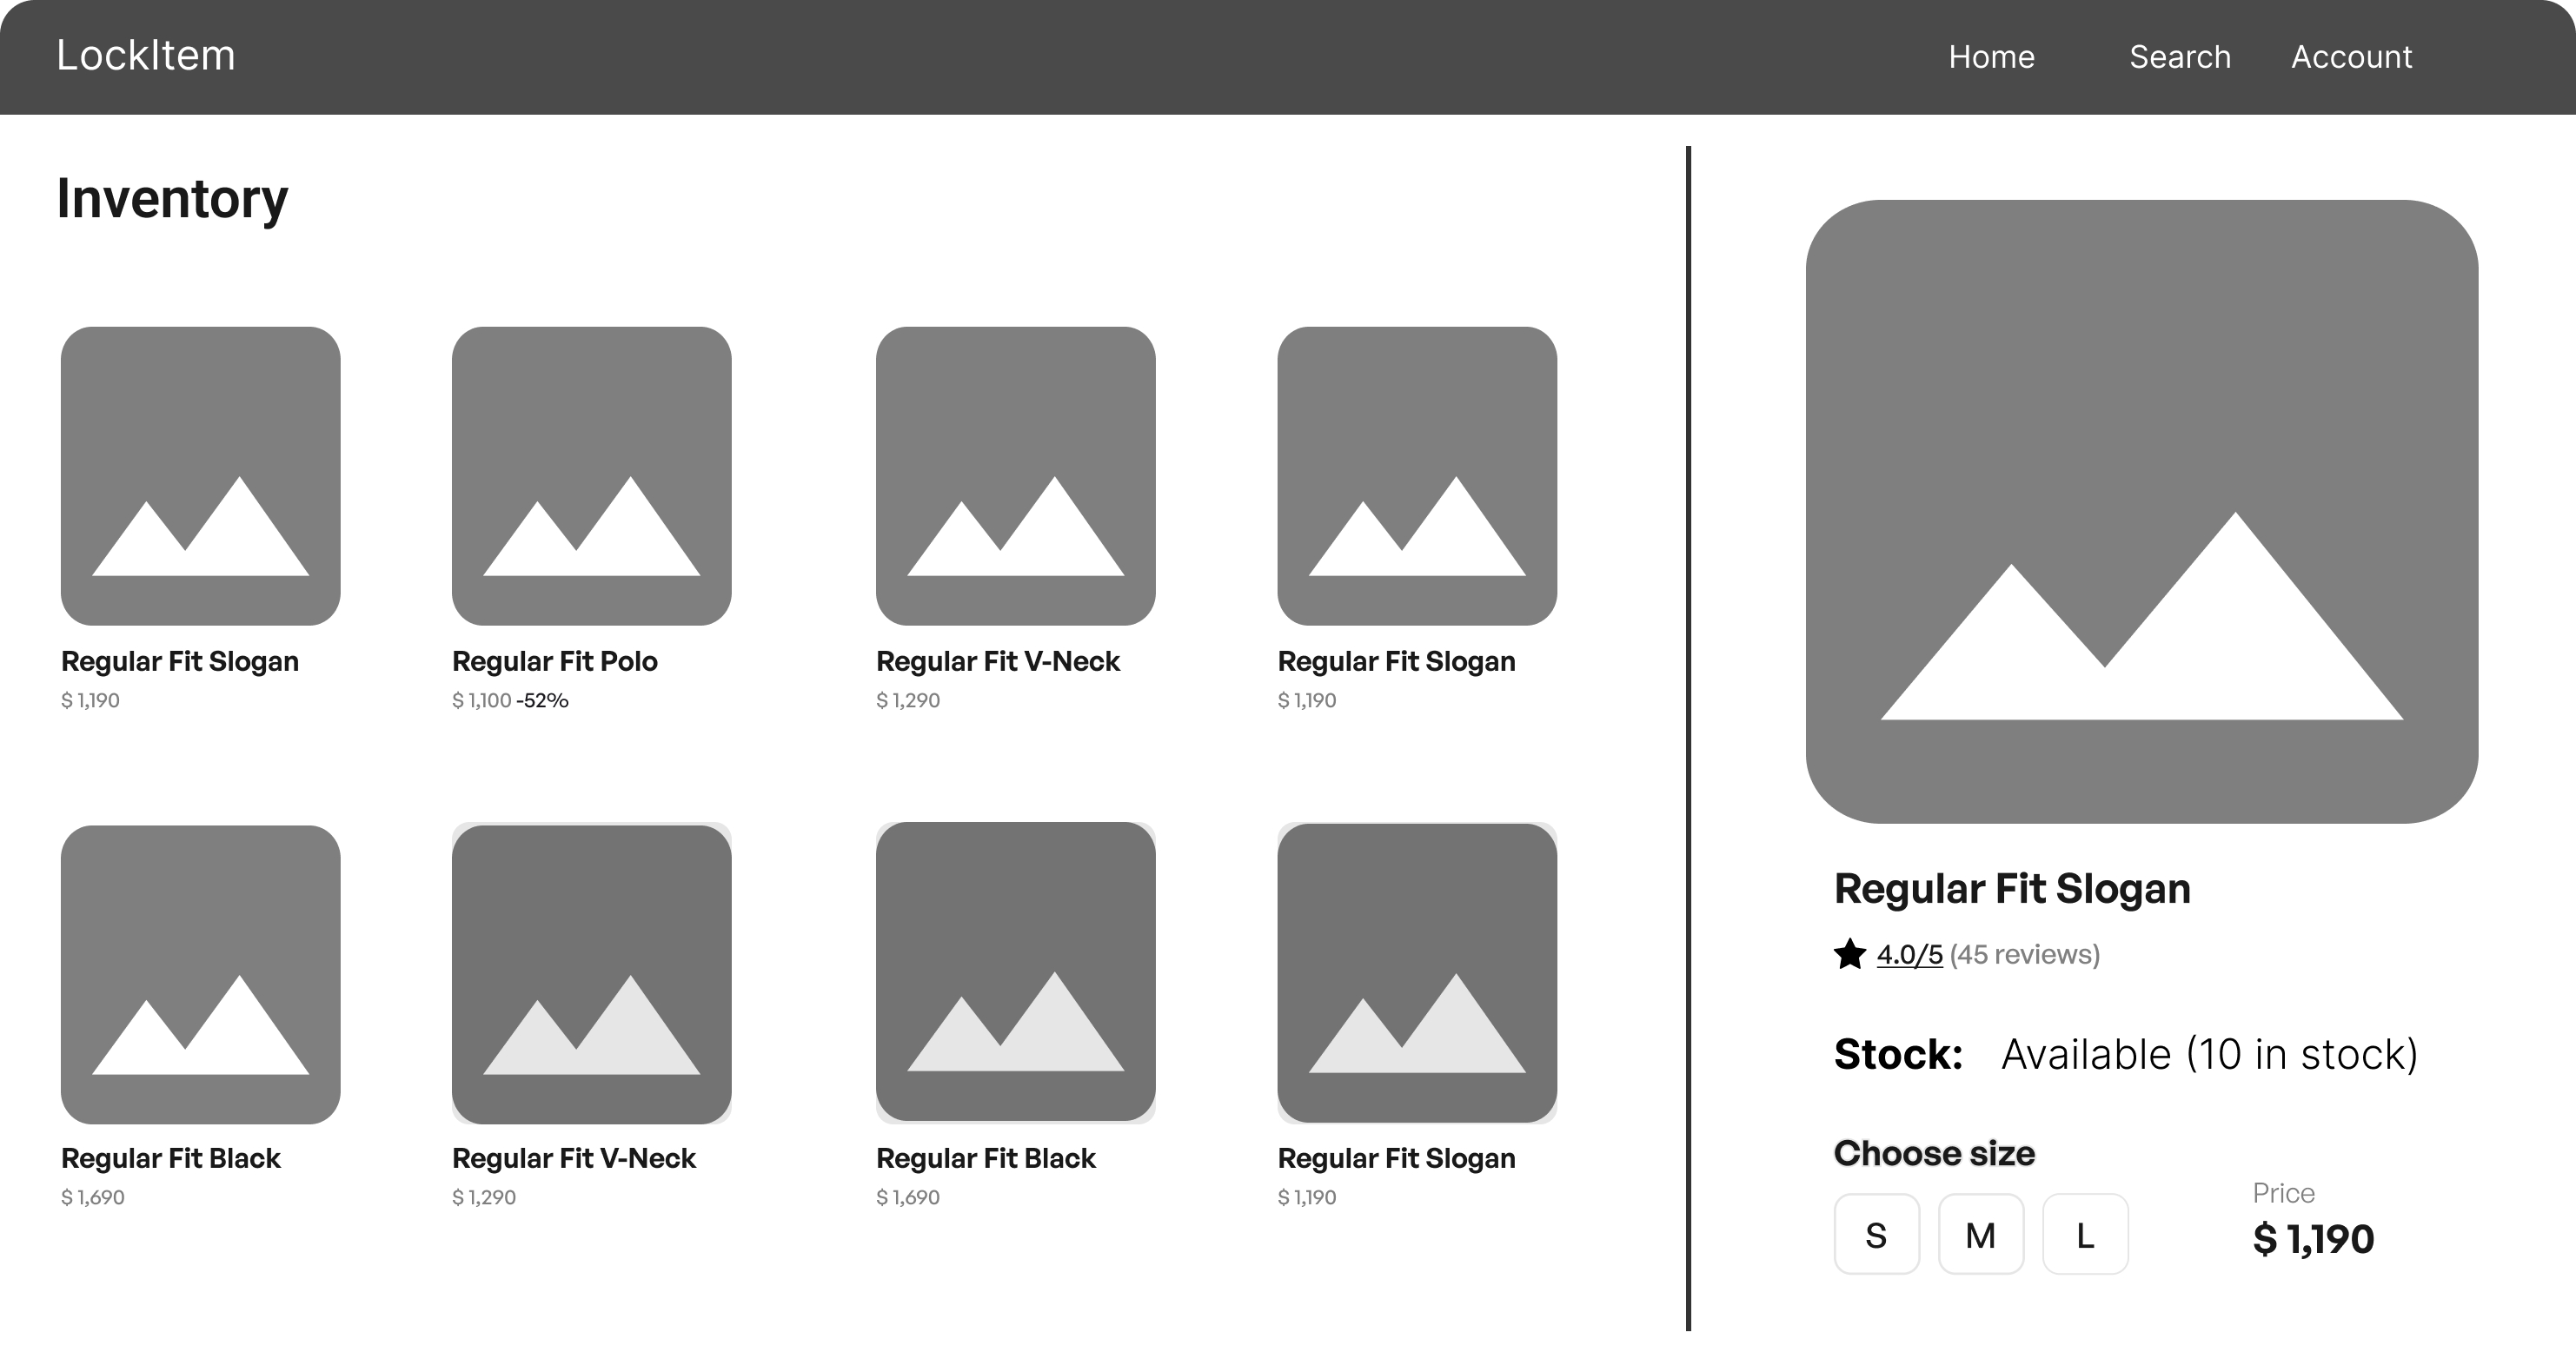 LockItem
Home Search Account
Inventory
Regular Fit Slogan
$ 1,190
Regular Fit Polo
$ 1,100 -52%
Regular Fit V-Neck
$ 1,290
Regular Fit Slogan
$ 1,190
Regular Fit Black
$ 1,690
Regular Fit V-Neck
$ 1,290
Regular Fit Black
$ 1,690
Regular Fit Slogan
$ 1,190
Regular Fit Slogan
4.0/5 (45 reviews)
Stock: Available (10 in stock)
Choose size
S M L
Price
$ 1,190